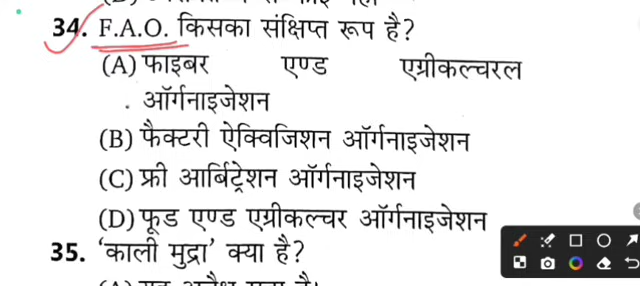 34. F.A.O. किसका संक्षिप्त रूप है?
(A) फाइबर एण्ड एग्रीकल्चरल
ऑर्गनाइजेशन
(B) फैक्टरी ऐक्विजिशन ऑर्गनाइजेशन
(C) फ्री आर्बिट्रेशन ऑर्गनाइजेशन
(D) फूड एण्ड एग्रीकल्चर ऑर्गनाइजेशन
35. 'काली मुद्रा' क्या है?